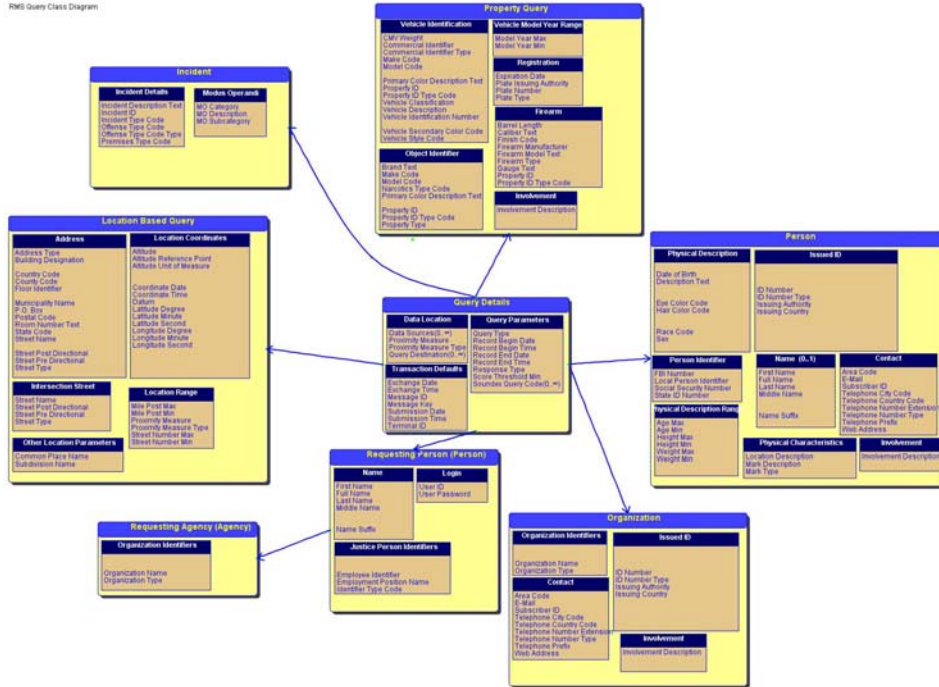 RMS Query Class Diagram
Property Query
Vehicle Identification
CMV Weight
Commercial Identifier
Commercial Identifier Type
Make Code
Model Code
Primary Color Description Text
Property ID
Property ID Type Code
Vehicle Classification
Vehicle Description
Vehicle Identification Number
Vehicle Secondary Color Code
Vehicle Style Code
Vehicle Model Year Range
Model Year Max
Model Year Min
Registration
Expiration Date
Plate Issuing Authority
Plate Number
Plate Type
Firearm
Barrel Length
Caliber Text
Finish Code
Firearm Manufacturer
Firearm Model Text
Firearm Type
Gauge Text
Property ID
Property ID Type Code
Object Identifier
Brand Text
Make Code
Model Code
Narcotics Type Code
Primary Color Description Text
Property ID
Property ID Type Code
Property Type
Involvement
Involvement Description
Incident
Incident Details
Incident Description Text
Incident ID
Incident Type Code
Offense Type Code
Offense Type Code Type
Premises Type Code
Modus Operandi
MO Category
MO Description
MO Subcategory
Location Based Query
Address
Address Type
Building Designation
Country Code
County Code
Floor Identifier
Municipality Name
P.O. Box
Postal Code
Room Number Text
State Code
Street Name
Street Post Directional
Street Pre Directional
Street Type
Location Coordinates
Altitude
Altitude Reference Point
Altitude Unit of Measure
Coordinate Date
Coordinate Time
Datum
Latitude Degree
Latitude Minute
Latitude Second
Longitude Degree
Longitude Minute
Longitude Second
Intersection Street
Street Name
Street Post Directional
Street Pre Directional
Street Type
Location Range
Mile Post Max
Mile Post Min
Proximity Measure
Proximity Measure Type
Street Number Max
Street Number Min
Other Location Parameters
Common Place Name
Subdivision Name
Query Details
Data Location
Data Sources(0..∞)
Proximity Measure
Proximity Measure Type
Query Destination(0..∞)
Query Parameters
Query Type
Record Begin Date
Record Begin Time
Record End Date
Record End Time
Response Type
Score Threshold Min
Soundex Query Code(0..∞)
Transaction Defaults
Exchange Date
Exchange Time
Message ID
Message Key
Submission Date
Submission Time
Terminal ID
Person
Physical Description
Date of Birth
Description Text
Eye Color Code
Hair Color Code
Race Code
Sex
Issued ID
ID Number
ID Number Type
Issuing Authority
Issuing Country
Person Identifier
FBI Number
Local Person Identifier
Social Security Number
State ID Number
Name (0..1)
First Name
Full Name
Last Name
Middle Name
Name Suffix
Contact
Area Code
E-Mail
Subscriber ID
Telephone City Code
Telephone Country Code
Telephone Number Extension
Telephone Number Type
Telephone Prefix
Web Address
Physical Description Rang
Age Max
Age Min
Height Max
Height Min
Weight Max
Weight Min
Physical Characteristics
Location Description
Mark Description
Mark Type
Involvement
Involvement Description
Requesting Person (Person)
Name
First Name
Full Name
Last Name
Middle Name
Name Suffix
Login
User ID
User Password
Justice Person Identifiers
Employee Identifier
Employment Position Name
Identifier Type Code
Requesting Agency (Agency)
Organization Identifiers
Organization Name
Organization Type
Organization
Organization Identifiers
Organization Name
Organization Type
Issued ID
ID Number
ID Number Type
Issuing Authority
Issuing Country
Contact
Area Code
E-Mail
Subscriber ID
Telephone City Code
Telephone Country Code
Telephone Number Extension
Telephone Number Type
Telephone Prefix
Web Address
Involvement
Involvement Description